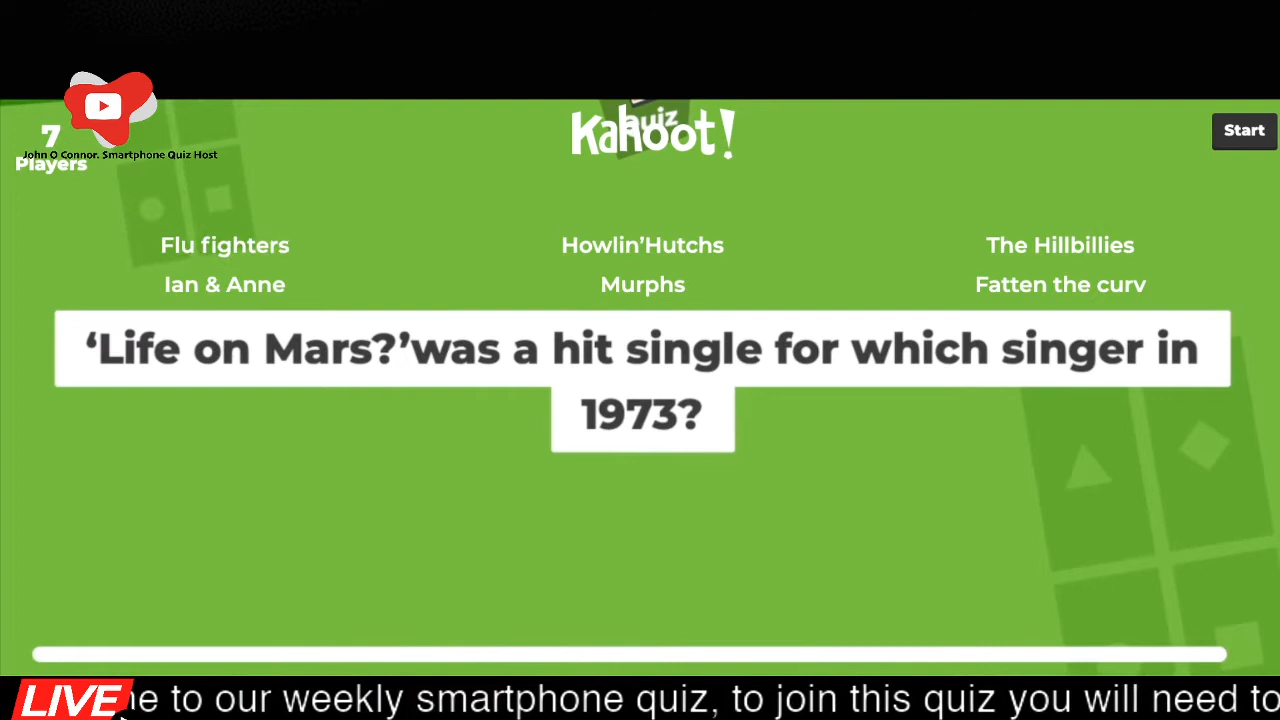 quiz
Kahoot!
Start
7
Players
John O Connor. Smartphone Quiz Host
Flu fighters
Howlin’Hutchs
The Hillbillies
Ian & Anne
Murphs
Fatten the curv
‘Life on Mars?’was a hit single for which singer in
1973?
LIVE
to our weekly smartphone quiz, to join this quiz you will need to